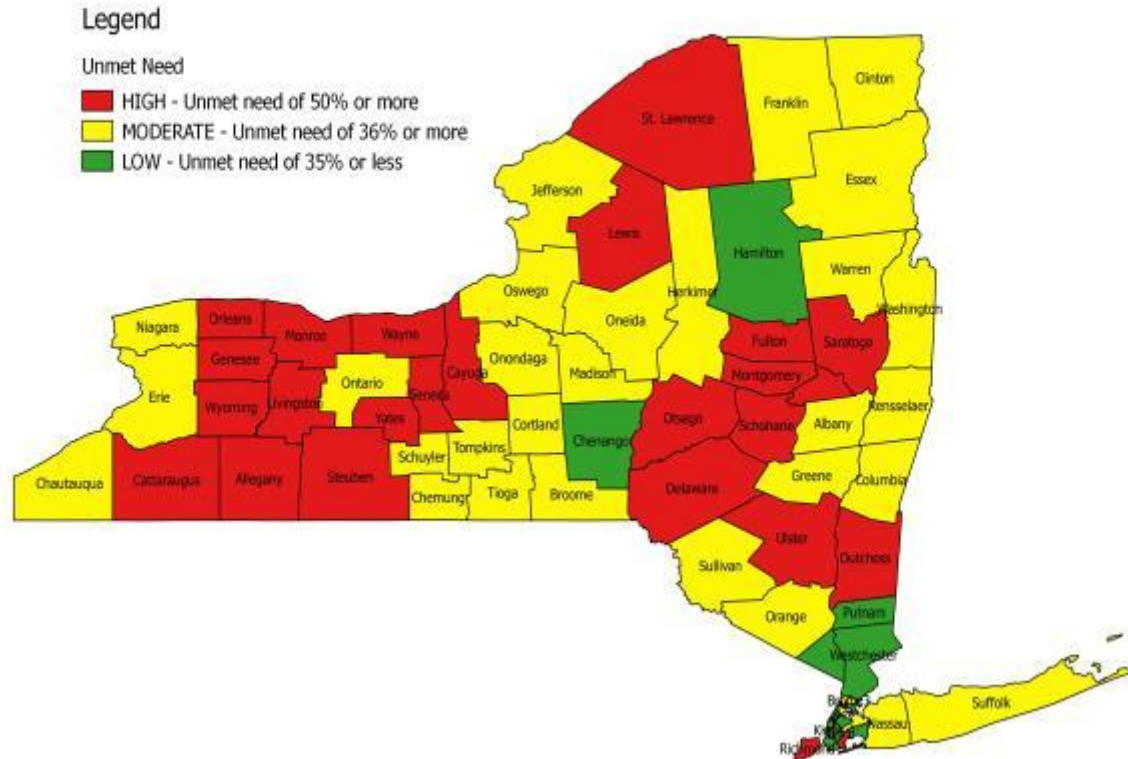 Legend
Unmet Need
HIGH - Unmet need of 50% or more
MODERATE - Unmet need of 36% or more
LOW - Unmet need of 35% or less
Clinton
Franklin
St. Lawrence
Essex
Jefferson
Lewis
Hamilton
Warren
Oswego
Herkimer
Washington
Oneida
Niagara
Orleans
Monroe
Wayne
Fulton
Saratoga
Genesee
Onondaga
Madison
Cayuga
Montgomery
Ontario
Seneca
Erie
Wyoming
Livingston
Yates
Cortland
Otsego
Schoharie
Albany
Rensselaer
Chenango
Tompkins
Schuyler
Chautauqua
Cattaraugus
Allegany
Steuben
Chemung
Tioga
Broome
Delaware
Greene
Columbia
Ulster
Dutchess
Sullivan
Orange
Putnam
Westchester
Suffolk
Nassau
Richmond